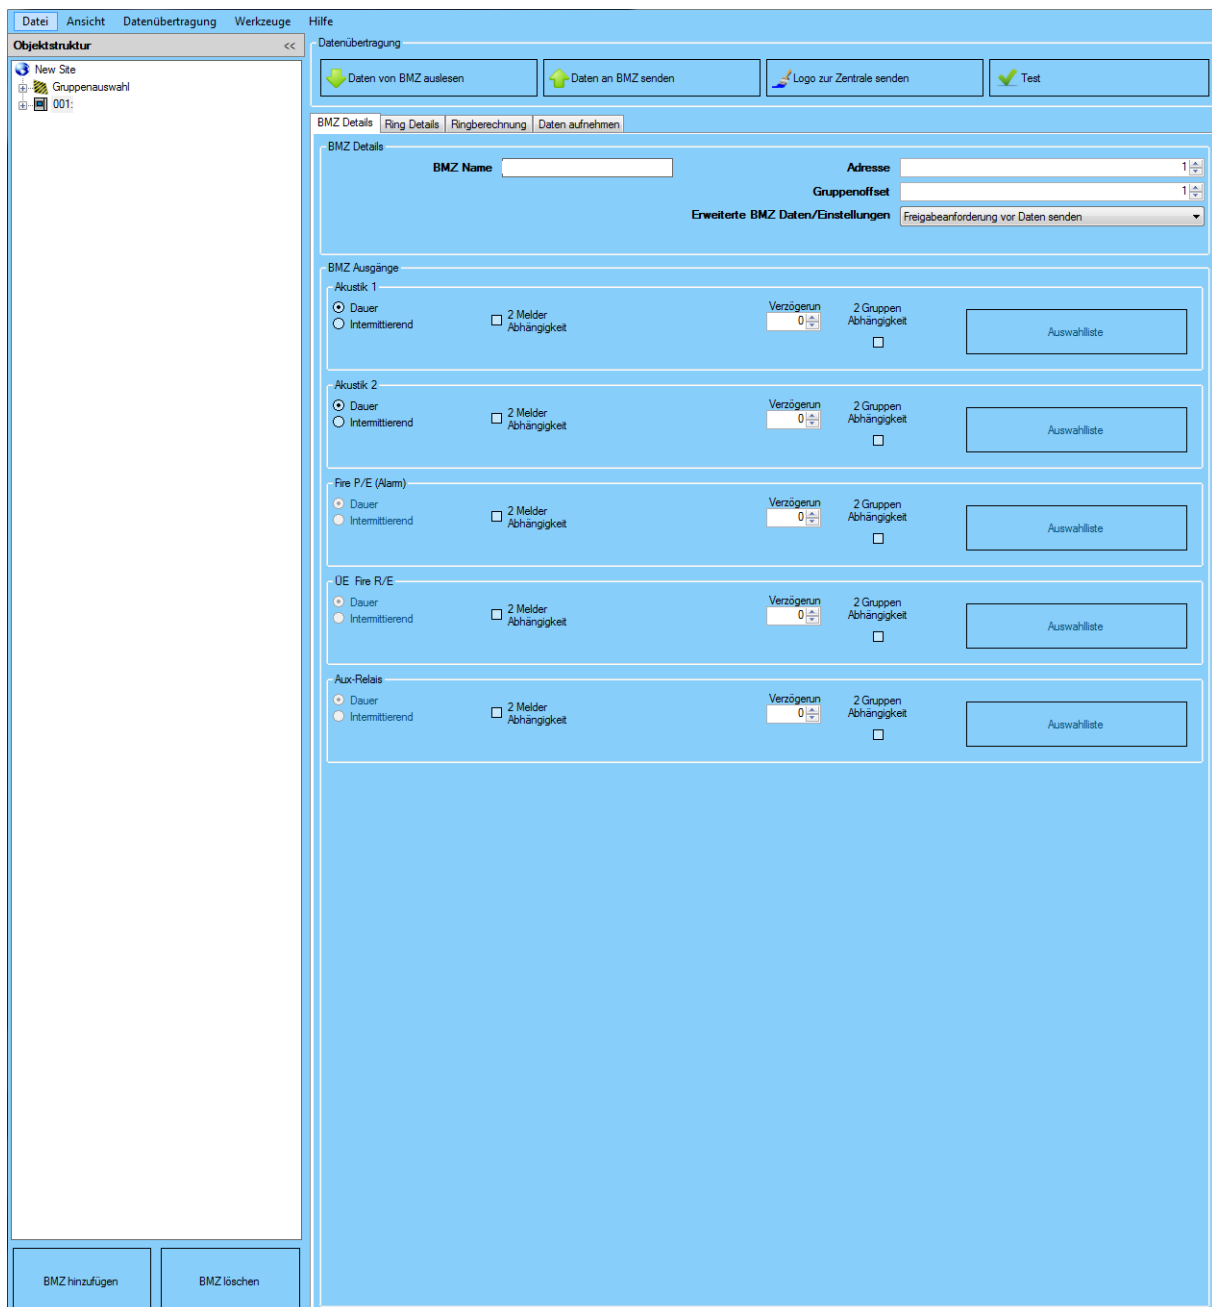 Datei Ansicht Datenübertragung Werkzeuge Hilfe
Objektstruktur <<
New Site
Gruppenauswahl
001:
BMZ hinzufügen BMZ löschen
Datenübertragung
Daten von BMZ auslesen Daten an BMZ senden Logo zur Zentrale senden Test
BMZ Details Ring Details Ringberechnung Daten aufnehmen
BMZ Details
BMZ Name Adresse 1
Gruppenoffset 1
Erweiterte BMZ Daten/Einstellungen Freigabeanforderung vor Daten senden
BMZ Ausgänge
Akustik 1
Dauer
Intermittierend
2 Melder
Abhängigkeit
Verzögerun
0
2 Gruppen
Abhängigkeit
Auswahlliste
Akustik 2
Dauer
Intermittierend
2 Melder
Abhängigkeit
Verzögerun
0
2 Gruppen
Abhängigkeit
Auswahlliste
Fire P/E (Alarm)
Dauer
Intermittierend
2 Melder
Abhängigkeit
Verzögerun
0
2 Gruppen
Abhängigkeit
Auswahlliste
ÜE Fire R/E
Dauer
Intermittierend
2 Melder
Abhängigkeit
Verzögerun
0
2 Gruppen
Abhängigkeit
Auswahlliste
Aux-Relais
Dauer
Intermittierend
2 Melder
Abhängigkeit
Verzögerun
0
2 Gruppen
Abhängigkeit
Auswahlliste